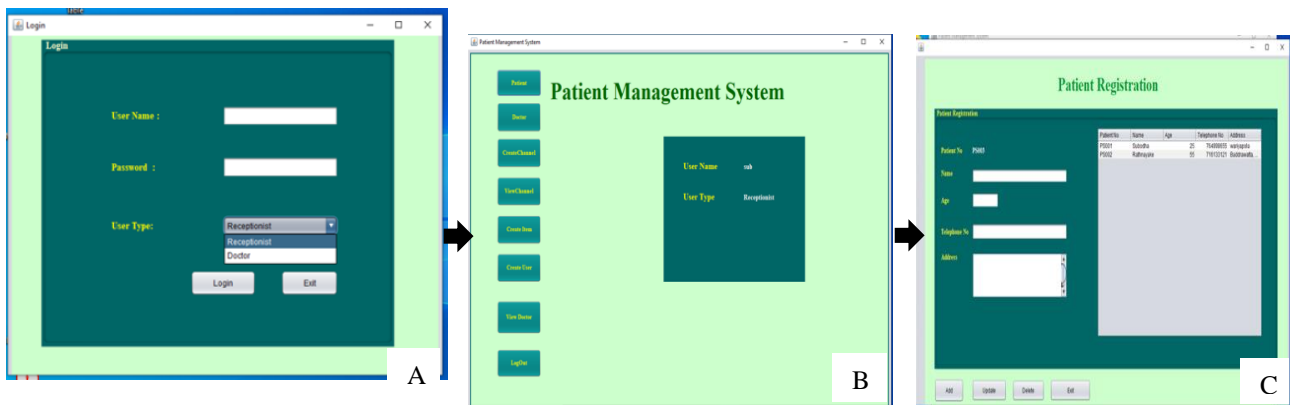 Login
Login
User Name :
Password :
User Type:
Receptionist
Receptionist
Doctor
Login
Exit
A
Patient Management System
Patient
Doctor
CreateChannel
ViewChannel
Create Item
Create User
View Doctor
LogOut
Patient Management System
User Name
sub
User Type
Receptionist
B
Patient Registration
Patient Registration
Patient No
PS003
Name
Age
Telephone No
Address
Patient No Name Age Telephone No Address
PS001 25
PS002 Rathnayake 55
Add
Update
Delete
Exit
C